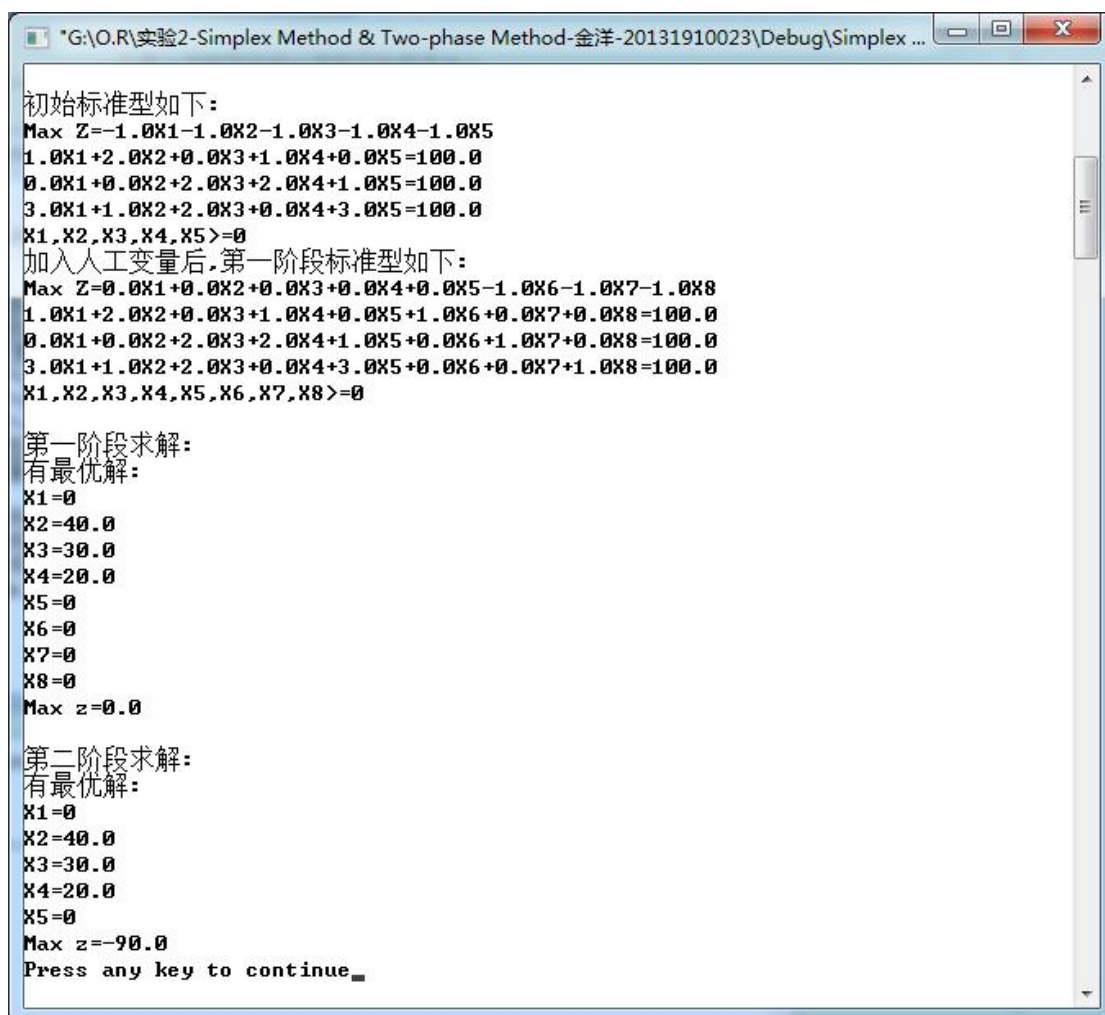 "G:\O.R\实验2-Simplex Method & Two-phase Method-金洋-20131910023\Debug\Simplex ...
初始标准型如下:
Max Z=-1.0X1-1.0X2-1.0X3-1.0X4-1.0X5
1.0X1+2.0X2+0.0X3+1.0X4+0.0X5=100.0
0.0X1+0.0X2+2.0X3+2.0X4+1.0X5=100.0
3.0X1+1.0X2+2.0X3+0.0X4+3.0X5=100.0
X1,X2,X3,X4,X5>=0
加入人工变量后,第一阶段标准型如下:
Max Z=0.0X1+0.0X2+0.0X3+0.0X4+0.0X5-1.0X6-1.0X7-1.0X8
1.0X1+2.0X2+0.0X3+1.0X4+0.0X5+1.0X6+0.0X7+0.0X8=100.0
0.0X1+0.0X2+2.0X3+2.0X4+1.0X5+0.0X6+1.0X7+0.0X8=100.0
3.0X1+1.0X2+2.0X3+0.0X4+3.0X5+0.0X6+0.0X7+1.0X8=100.0
X1,X2,X3,X4,X5,X6,X7,X8>=0
第一阶段求解:
有最优解:
X1=0
X2=40.0
X3=30.0
X4=20.0
X5=0
X6=0
X7=0
X8=0
Max z=0.0
第二阶段求解:
有最优解:
X1=0
X2=40.0
X3=30.0
X4=20.0
X5=0
Max z=-90.0
Press any key to continue